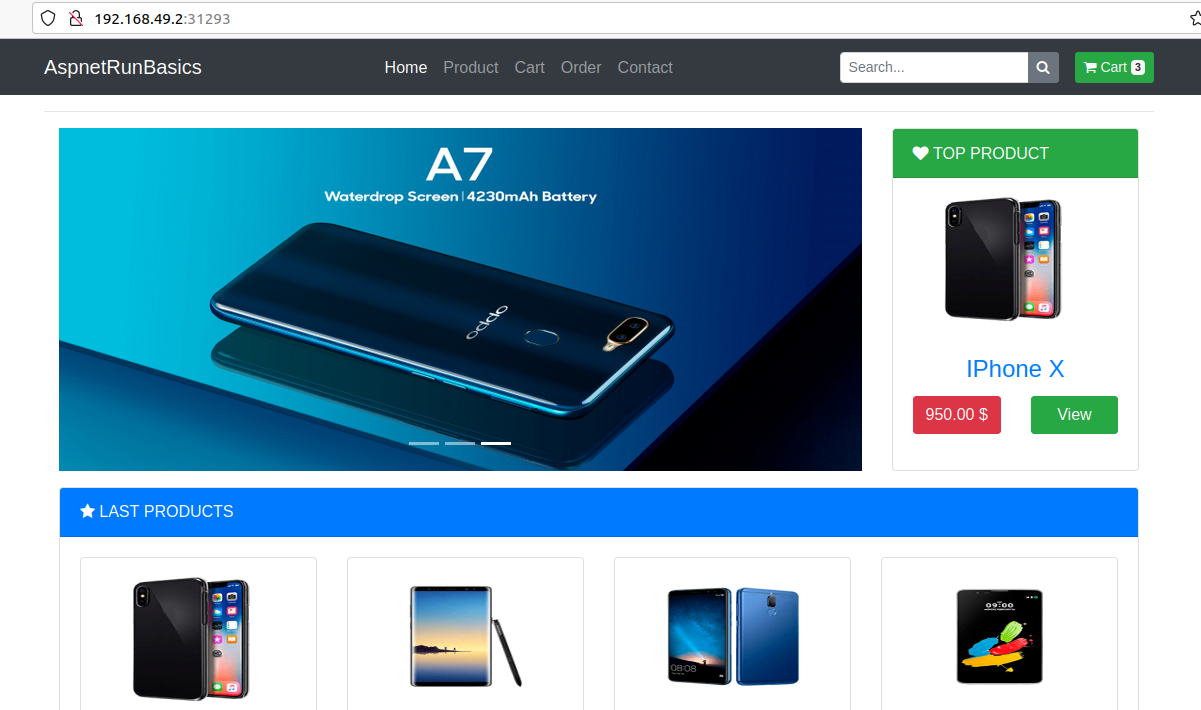 192.168.49.2:31293
AspnetRunBasics
Home Product Cart Order Contact
Search...
Cart 3
A7
Waterdrop Screen | 4230mAh Battery
oppo
TOP PRODUCT
IPhone X
950.00 $
View
LAST PRODUCTS
08:08
09:00